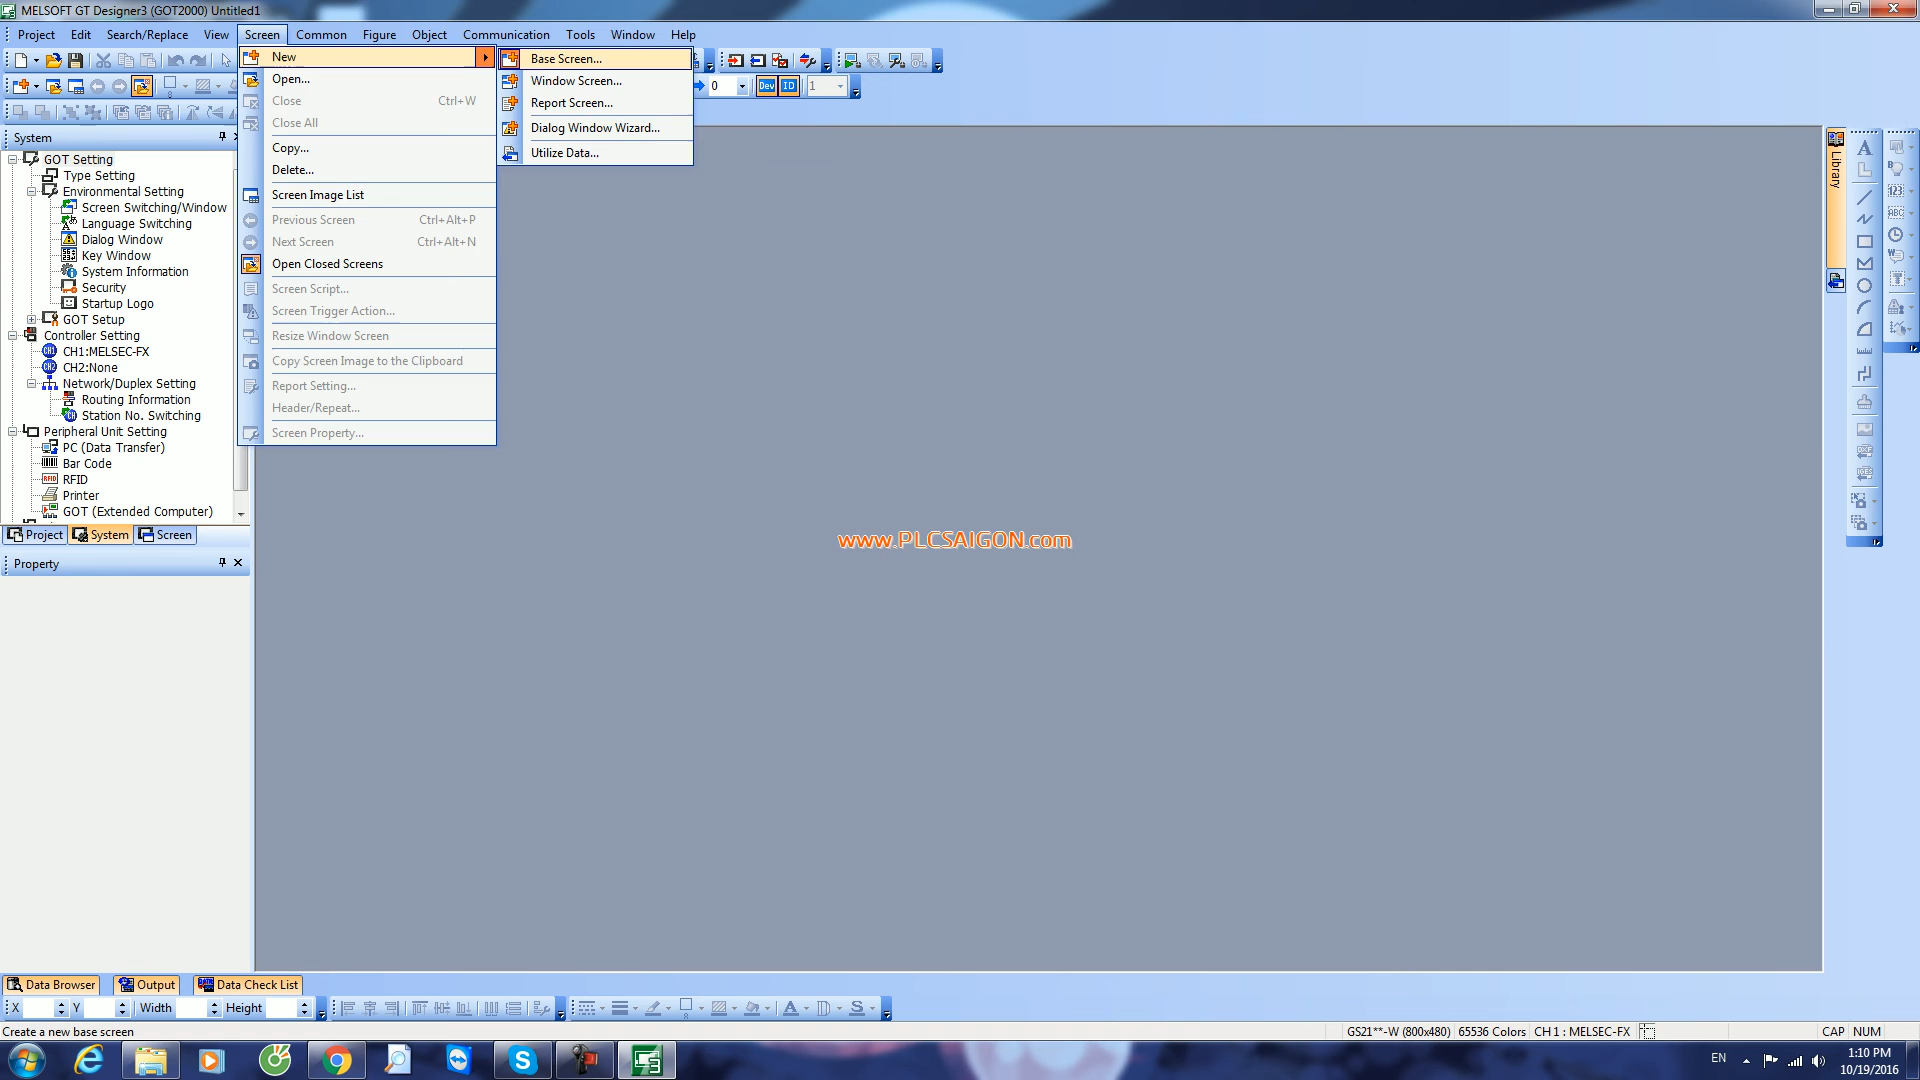 MELSOFT GT Designer3 (GOT2000) Untitled1
Project Edit Search/Replace View Screen Common Figure Object Communication Tools Window Help
New
Open...
Close Ctrl+W
Close All
Copy...
Delete...
Screen Image List
Previous Screen Ctrl+Alt+P
Next Screen Ctrl+Alt+N
Open Closed Screens
Screen Script...
Screen Trigger Action...
Resize Window Screen
Copy Screen Image to the Clipboard
Report Setting...
Header/Repeat...
Screen Property...
Base Screen...
Window Screen...
Report Screen...
Dialog Window Wizard...
Utilize Data...
0 Dev ID 1
System
GOT Setting
Type Setting
Environmental Setting
Screen Switching/Window
Language Switching
Dialog Window
Key Window
System Information
Security
Startup Logo
GOT Setup
Controller Setting
CH1:MELSEC-FX
CH2:None
Network/Duplex Setting
Routing Information
Station No. Switching
Peripheral Unit Setting
PC (Data Transfer)
Bar Code
RFID
Printer
GOT (Extended Computer)
Project System Screen
Property
Library
www.PLCSAIGON.com
Data Browser Output Data Check List
X Y Width Height
Create a new base screen
GS21**-W (800x480) 65536 Colors CH1 : MELSEC-FX CAP NUM
EN
1:10 PM
10/19/2016